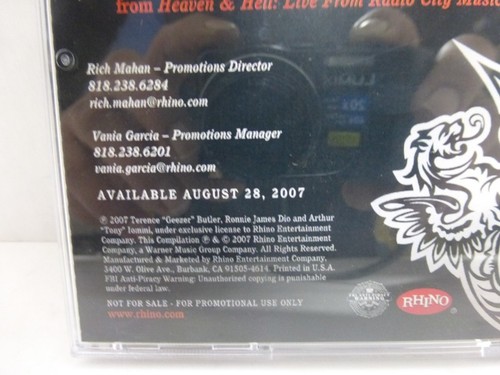 from Heaven & Hell: Live From Radio City Music
Rich Mahan – Promotions Director
818.238.6284
rich.mahan@rhino.com
Vania Garcia – Promotions Manager
818.238.6201
vania.garcia@rhino.com
AVAILABLE AUGUST 28, 2007
℗ 2007 Terence "Geezer" Butler, Ronnie James Dio and Arthur
"Tony" Iommi, under exclusive license to Rhino Entertainment
Company. This Compilation ℗ & © 2007 Rhino Entertainment
Company, a Warner Music Group Company. All Rights Reserved.
Manufactured & Marketed by Rhino Entertainment Company,
3400 W. Olive Ave., Burbank, CA 91505-4614. Printed in U.S.A.
FBI Anti-Piracy Warning: Unauthorized copying is punishable
under federal law.
NOT FOR SALE - FOR PROMOTIONAL USE ONLY
www.rhino.com
RHINO
LUMIX
20x